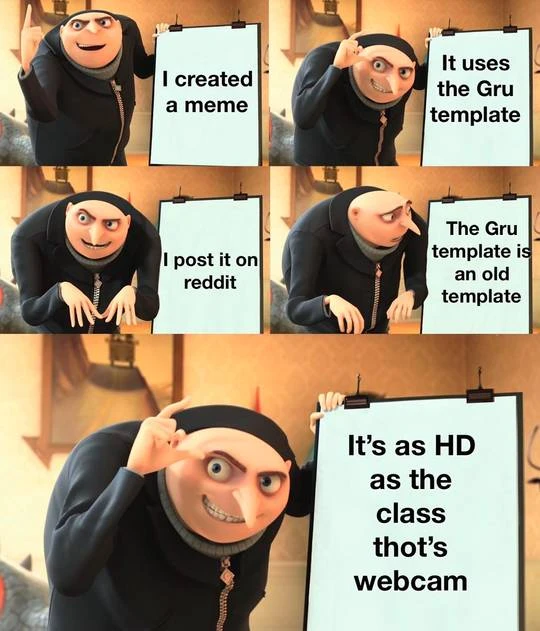 I created
a meme
It uses
the Gru
template
I post it on
reddit
The Gru
template is
an old
template
It's as HD
as the
class
thot's
webcam